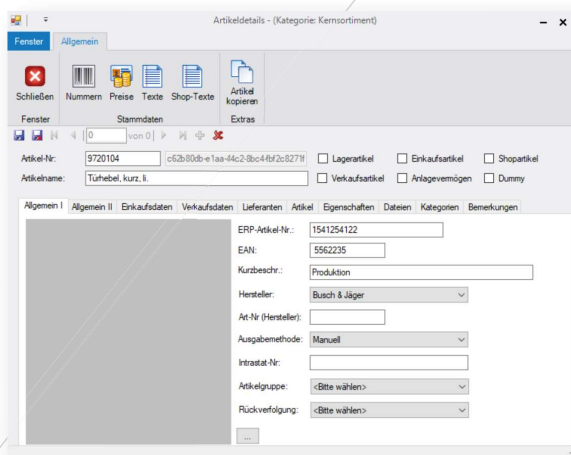 Artikeldetails - (Kategorie: Kernsortiment)
Fenster Allgemein
Schließen Nummern Preise Texte Shop-Texte Artikel kopieren
Fenster Stammdaten Extras
0 von 0
Artikel-Nr: 9720104 c62b80db-e1aa-44c2-8bc4-fbf2c8271f Lagerartikel Einkaufsartikel Shopartikel
Artikelname: Türhebel, kurz, li. Verkaufsartikel Anlagevermögen Dummy
Allgemein I Allgemein II Einkaufsdaten Verkaufsdaten Lieferanten Artikel Eigenschaften Dateien Kategorien Bemerkungen
ERP-Artikel-Nr.: 1541254122
EAN: 5562235
Kurzbeschr.: Produktion
Hersteller: Busch & Jäger
Art-Nr (Hersteller):
Ausgabemethode: Manuell
Intrastat-Nr:
Artikelgruppe: <Bitte wählen>
Rückverfolgung: <Bitte wählen>
...